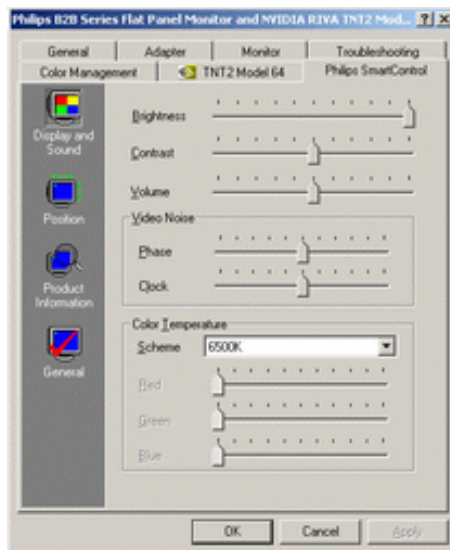 Philips B2B Series Flat Panel Monitor and NVIDIA RIVA TNT2 Mod...
General Adapter Monitor Troubleshooting
Color Management TNT2 Model 64 Philips SmartControl
Display and
Sound
Position
Product
Information
General
Brightness
Contrast
Volume
Video Noise
Phase
Clock
Color Temperature
Scheme 6500K
Red
Green
Blue
OK Cancel Apply